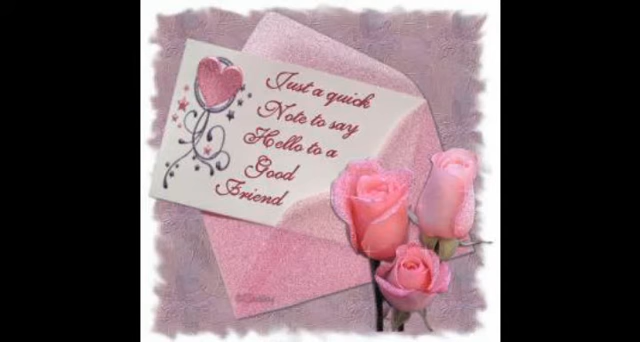 Just a quick
Note to say
Hello to a
Good
Friend